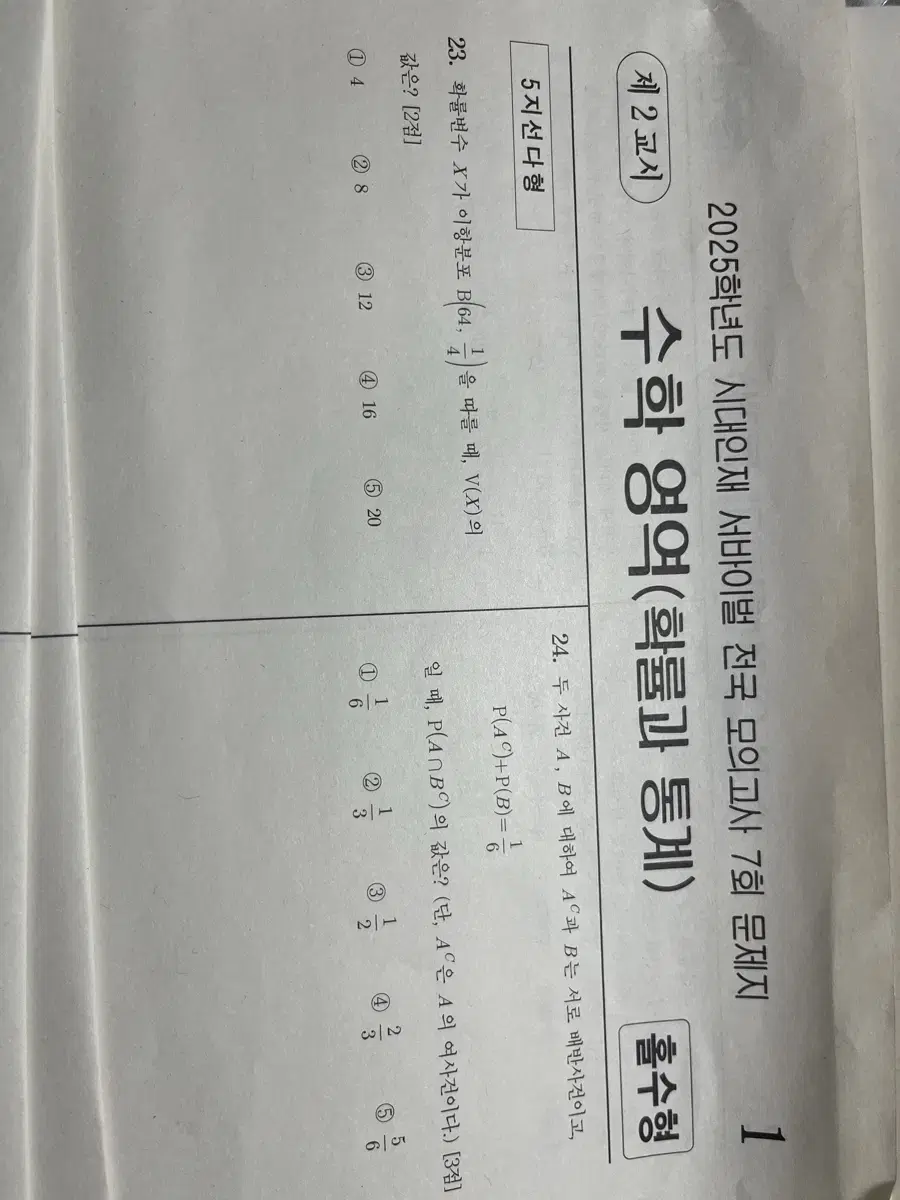 2025학년도 시대인재 서바이벌 전국 모의고사 7회 문제지
1
제 2 교시
수학 영역(확률과 통계)
홀수형
5지선다형
23. 확률변수 X가 이항분포 B(64, 1/4)을 따를 때, V(X)의
값은? [2점]
① 4 ② 8 ③ 12 ④ 16 ⑤ 20
24. 두 사건 A, B에 대하여 A^C과 B는 서로 배반사건이고,
P(A^C)+P(B)=1/6
일 때, P(A∩B^C)의 값은? (단, A^C은 A의 여사건이다.) [3점]
① 1/6 ② 1/3 ③ 1/2 ④ 2/3 ⑤ 5/6